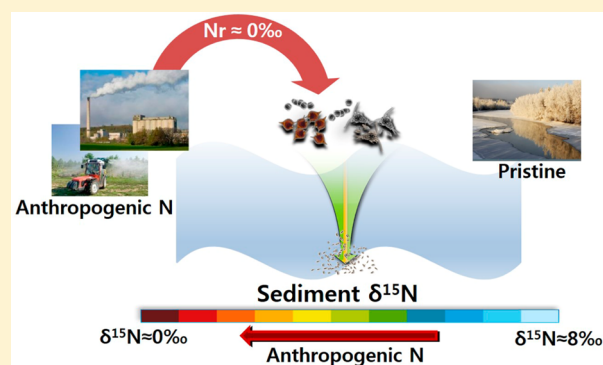 Nr ≈ 0‰
Anthropogenic N
Pristine
Sediment δ¹⁵N
δ¹⁵N≈0‰
δ¹⁵N≈8‰
Anthropogenic N